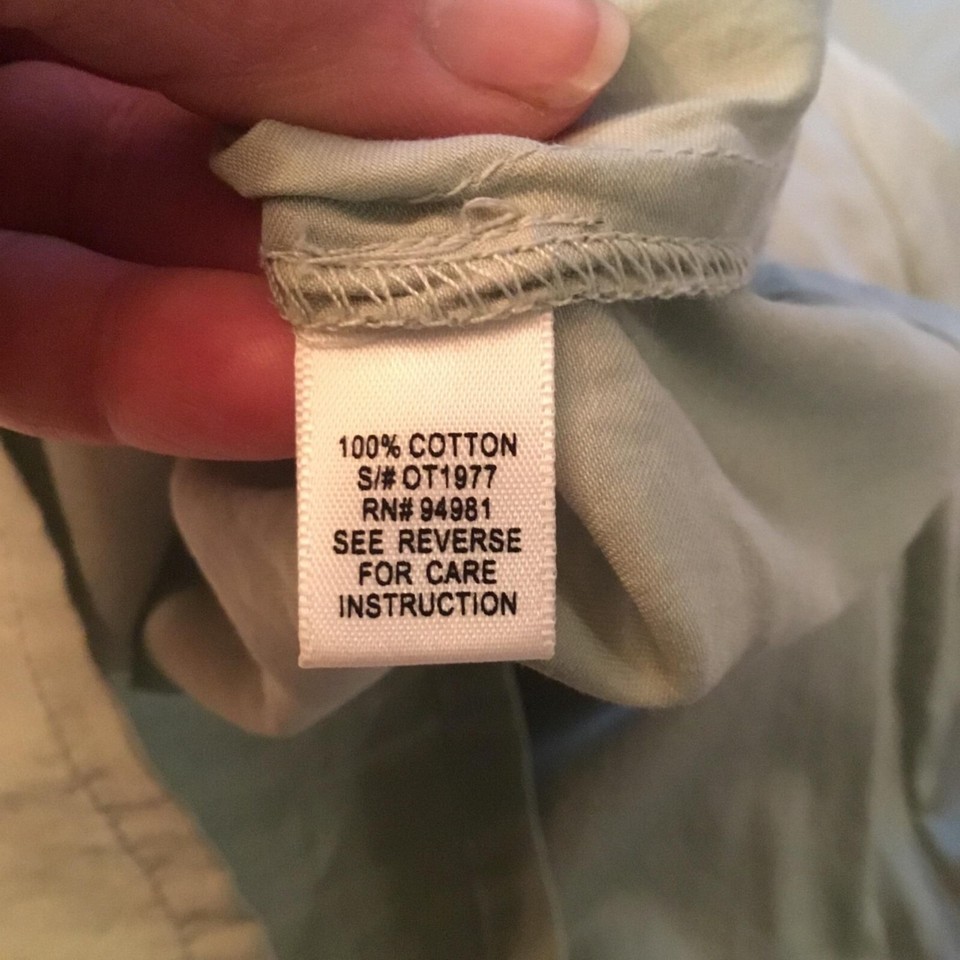 100% COTTON
S/# OT1977
RN# 94981
SEE REVERSE
FOR CARE
INSTRUCTION